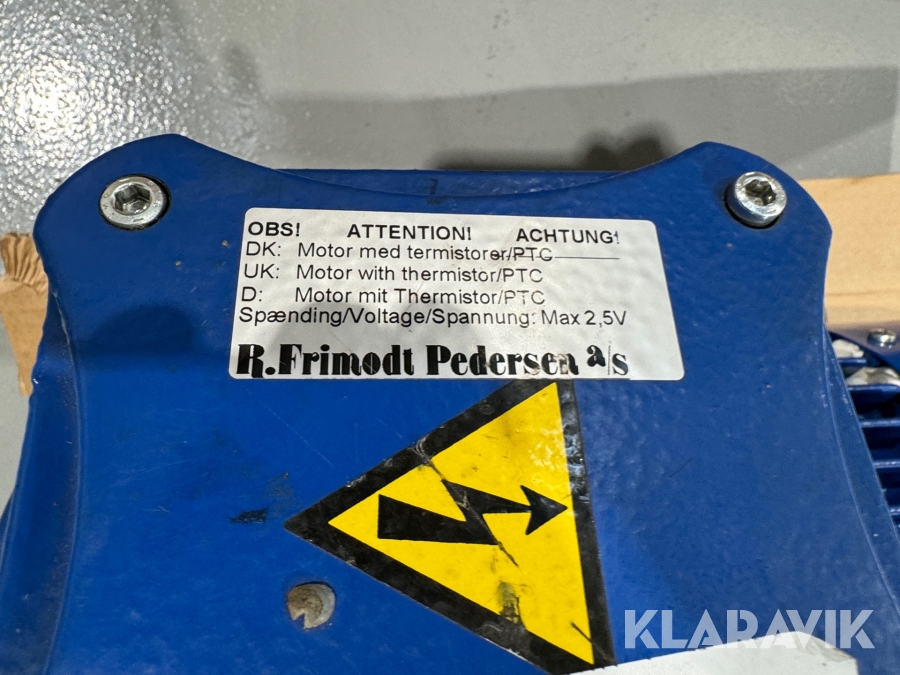 OBS! ATTENTION! ACHTUNG!
DK: Motor med termistorer/PTC
UK: Motor with thermistor/PTC
D: Motor mit Thermistor/PTC
Spænding/Voltage/Spannung: Max 2,5V
R.Frimodt Pedersen a/s
KLARAVIK